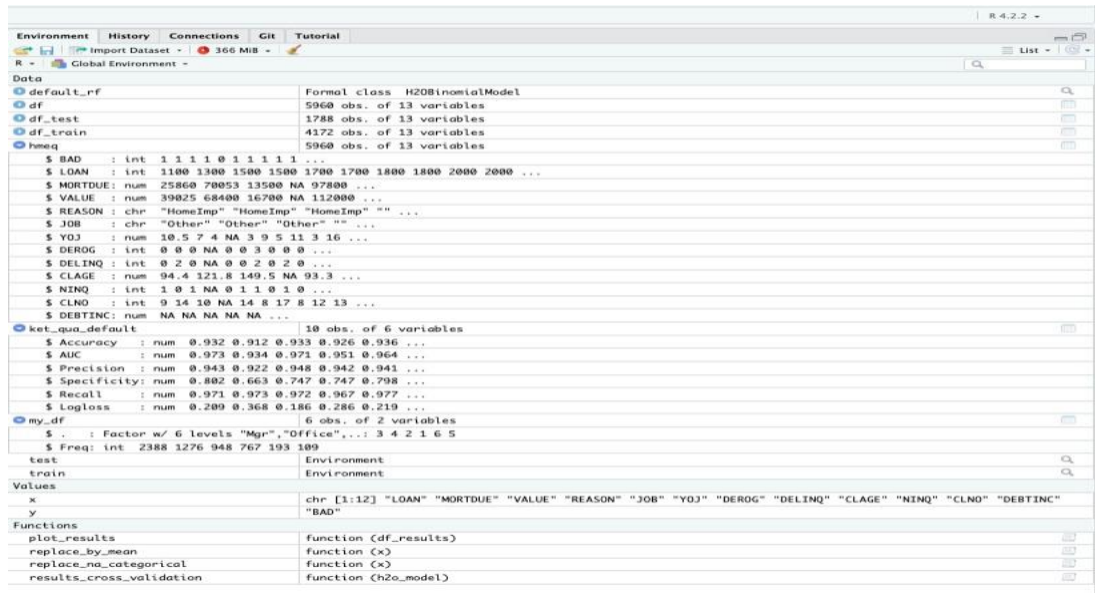 R 4.2.2
Environment History Connections Git Tutorial
Import Dataset 366 MiB List
R Global Environment
Data
default_rf Formal class H2OBinomialModel
df 5960 obs. of 13 variables
df_test 1788 obs. of 13 variables
df_train 4172 obs. of 13 variables
hmeq 5960 obs. of 13 variables
$ BAD : int 1 1 1 1 0 1 1 1 1 1 ...
$ LOAN : int 1100 1300 1500 1500 1700 1700 1800 1800 2000 2000 ...
$ MORTDUE: num 25860 70053 13500 NA 97800 ...
$ VALUE : num 39025 68400 16700 NA 112000 ...
$ REASON : chr "HomeImp" "HomeImp" "HomeImp" "" ...
$ JOB : chr "Other" "Other" "Other" "" ...
$ YOJ : num 10.5 7 4 NA 3 9 5 11 3 16 ...
$ DEROG : int 0 0 0 NA 0 0 3 0 0 0 ...
$ DELINQ : int 0 2 0 NA 0 0 2 0 2 0 ...
$ CLAGE : num 94.4 121.8 149.5 NA 93.3 ...
$ NINQ : int 1 0 1 NA 0 1 1 0 1 0 ...
$ CLNO : int 9 14 10 NA 14 8 17 8 12 13 ...
$ DEBTINC: num NA NA NA NA NA ...
ket_qua_default 10 obs. of 6 variables
$ Accuracy : num 0.932 0.912 0.933 0.926 0.936 ...
$ AUC : num 0.973 0.934 0.971 0.951 0.964 ...
$ Precision : num 0.943 0.922 0.948 0.942 0.941 ...
$ Specificity: num 0.802 0.663 0.747 0.747 0.798 ...
$ Recall : num 0.971 0.973 0.972 0.967 0.977 ...
$ Logloss : num 0.209 0.368 0.186 0.286 0.219 ...
my_df 6 obs. of 2 variables
$ . : Factor w/ 6 levels "Mgr","Office",..: 3 4 2 1 6 5
$ Freq: int 2388 1276 948 767 193 109
test Environment
train Environment
Values
x chr [1:12] "LOAN" "MORTDUE" "VALUE" "REASON" "JOB" "YOJ" "DEROG" "DELINQ" "CLAGE" "NINQ" "CLNO" "DEBTINC"
y "BAD"
Functions
plot_results function (df_results)
replace_by_mean function (x)
replace_na_categorical function (x)
results_cross_validation function (h2o_model)